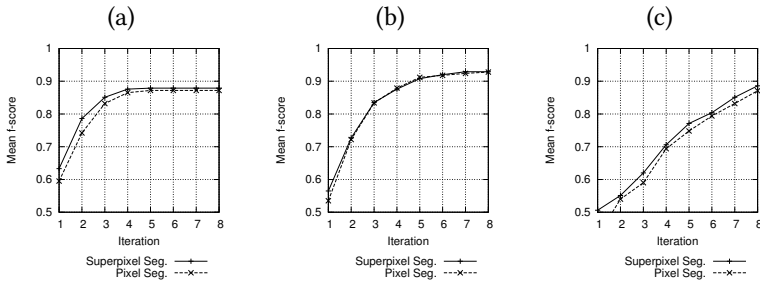 (a)
1
0.9
0.8
0.7
0.6
0.5
Mean f-score
1 2 3 4 5 6 7 8
Iteration
Superpixel Seg.
Pixel Seg.
(b)
1
0.9
0.8
0.7
0.6
0.5
Mean f-score
1 2 3 4 5 6 7 8
Iteration
Superpixel Seg.
Pixel Seg.
(c)
1
0.9
0.8
0.7
0.6
0.5
Mean f-score
1 2 3 4 5 6 7 8
Iteration
Superpixel Seg.
Pixel Seg.